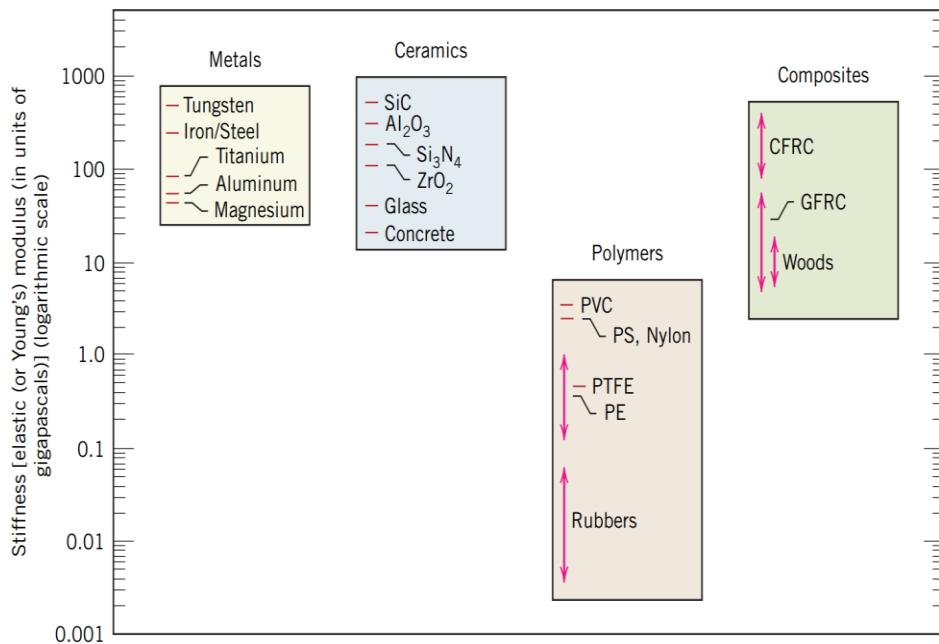 Stiffness [elastic (or Young's) modulus (in units of
gigapascals)] (logarithmic scale)
1000
100
10
1.0
0.1
0.01
0.001
Metals
Tungsten
Iron/Steel
Titanium
Aluminum
Magnesium
Ceramics
SiC
Al₂O₃
Si₃N₄
ZrO₂
Glass
Concrete
Polymers
PVC
PS, Nylon
PTFE
PE
Rubbers
Composites
CFRC
GFRC
Woods